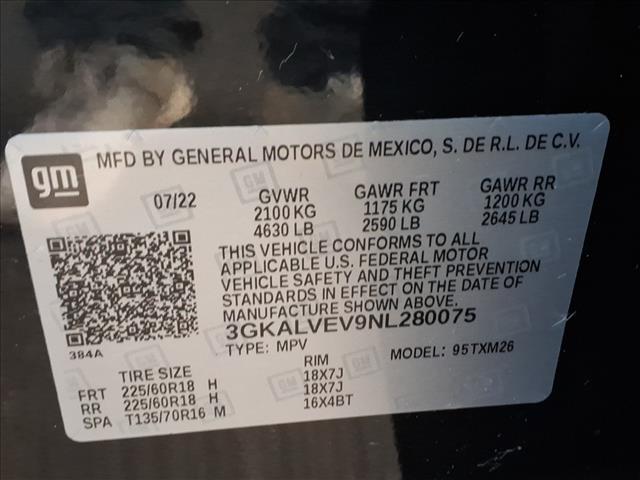 gm MFD BY GENERAL MOTORS DE MEXICO, S. DE R.L. DE C.V.
07/22 GVWR GAWR FRT GAWR RR
2100 KG 1175 KG 1200 KG
4630 LB 2590 LB 2645 LB
THIS VEHICLE CONFORMS TO ALL
APPLICABLE U.S. FEDERAL MOTOR
VEHICLE SAFETY AND THEFT PREVENTION
STANDARDS IN EFFECT ON THE DATE OF
MANUFACTURE SHOWN ABOVE.
3GKALVEV9NL280075
384A TYPE: MPV MODEL: 95TXM26
TIRE SIZE RIM
FRT 225/60R18 H 18X7J
RR 225/60R18 H 18X7J
SPA T135/70R16 M 16X4BT